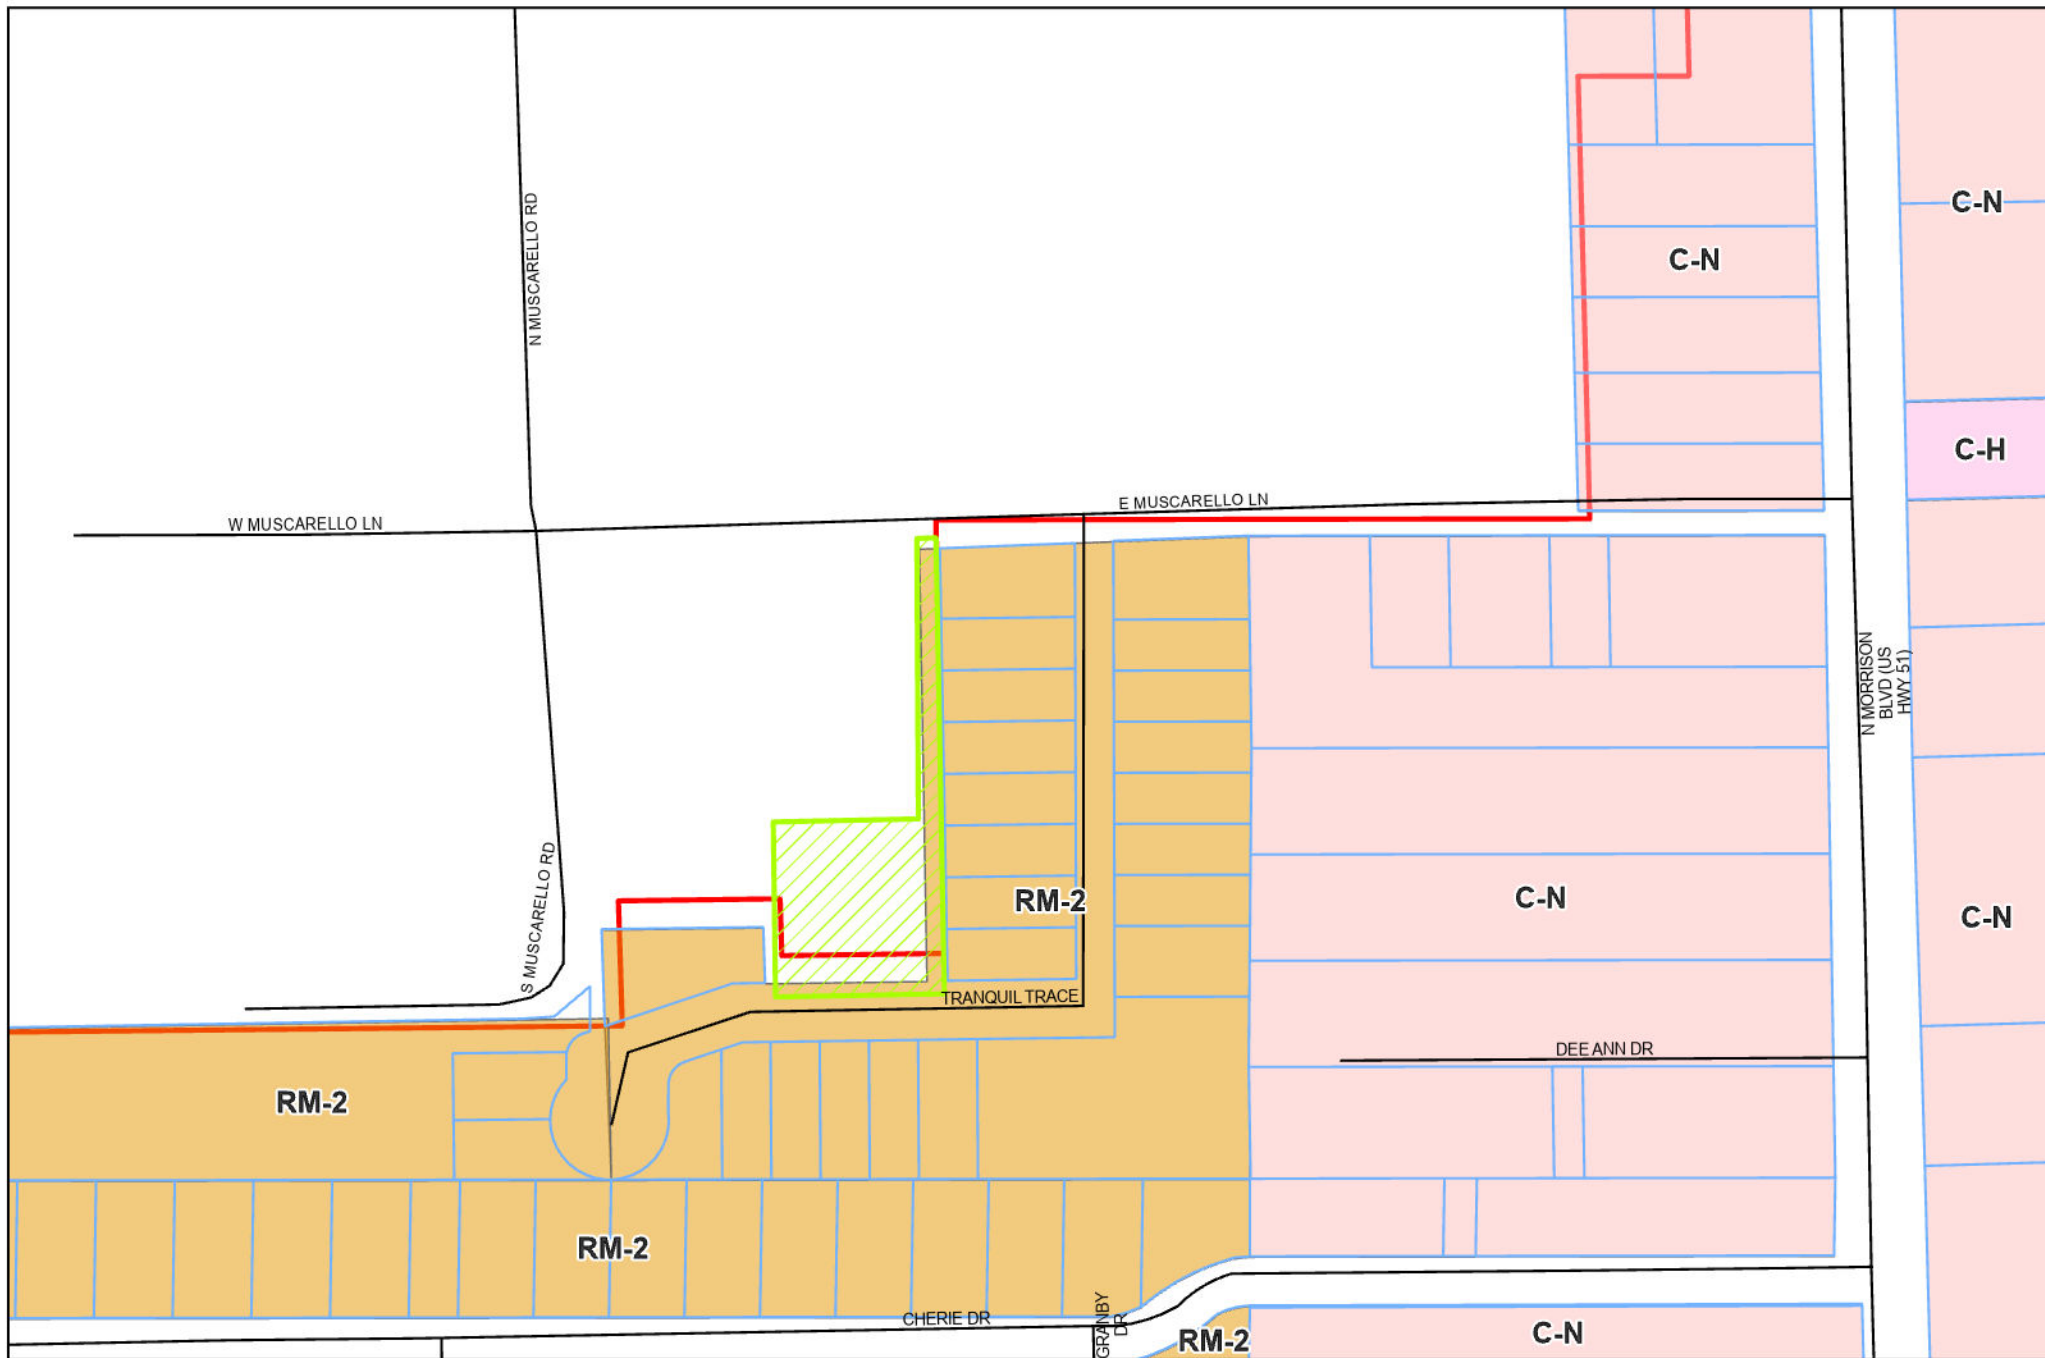 C-N
C-N
N MUSCARELLO RD
C-H
E MUSCARELLO LN
W MUSCARELLO LN
N MORRISON
BLVD (US
HWY 51)
S MUSCARELLO RD
RM-2
C-N
C-N
TRANQUIL TRACE
DEE ANN DR
RM-2
RM-2
CHERIE DR
GRANBY
DR
RM-2
C-N